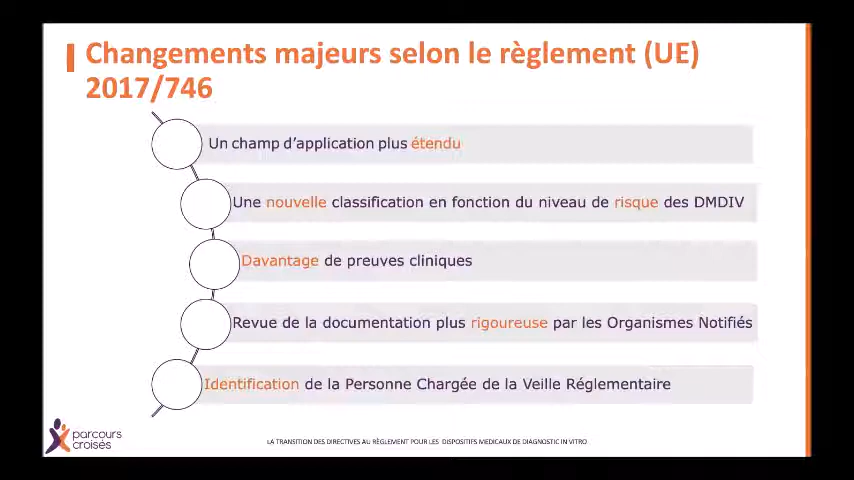 Changements majeurs selon le règlement (UE)
2017/746
Un champ d'application plus étendu
Une nouvelle classification en fonction du niveau de risque des DMDIV
Davantage de preuves cliniques
Revue de la documentation plus rigoureuse par les Organismes Notifiés
Identification de la Personne Chargée de la Veille Réglementaire
parcours
croisés
LA TRANSITION DES DIRECTIVES AU RÈGLEMENT POUR LES DISPOSITIFS MEDICAUX DE DIAGNOSTIC IN VITRO